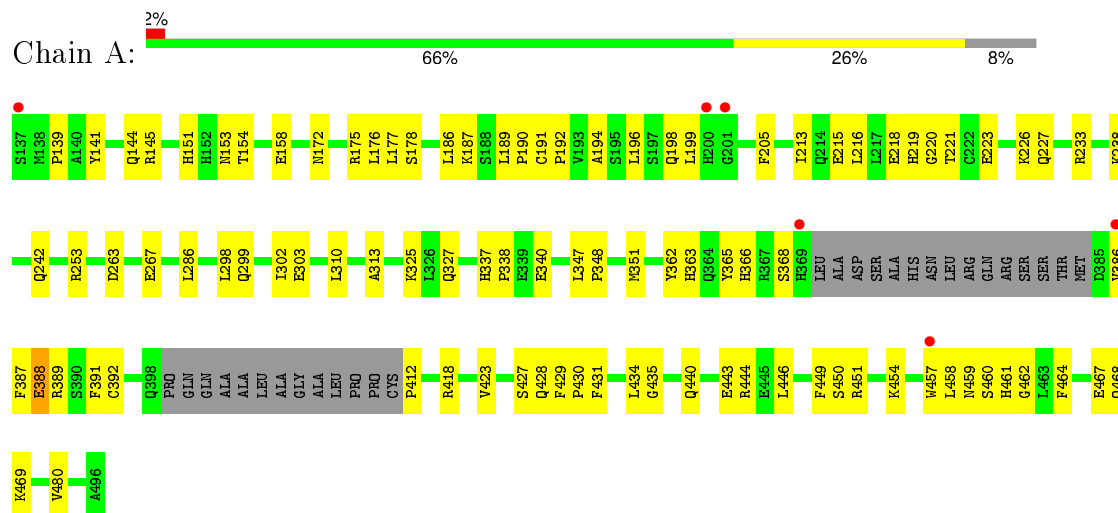 2%
Chain A:
66% 26% 8%
S137 M138 P139 A140 Y141 Q144 R145 H151 H152 N153 T154 E158 N172 R175 L176 L177 S178 L186 K187 S188 L189 P190 C191 P192 V193 A194 S195 L196 S197 Q198 L199 H200 G201 F205 I213 Q214 E215 L216 L217 E218 H219 G220 T221 C222 E223 K226 Q227 R233
Q242 R253 D263 E267 L286 L298 Q299 I302 E303 L310 A313 K325 L326 Q327 H337 P338 E339 E340 L347 P348 M351 Y362 H363 Q364 Y365 H366 R367 S368 H369 LEU ALA ASP SER ALA HIS ASN LEU ARG GLN ARG SER SER THR MET D385 V386
F387 E388 R389 S390 F391 C392 Q398 PRO GLN GLN ALA ALA LEU ALA GLY ALA LEU PRO PRO CYS P412 R418 V423 S427 Q428 F429 P430 F431 L434 G435 Q440 E443 R444 E445 L446 F449 S450 R451 K454 W457 L458 N459 S460 H461 G462 L463 F464 E467
K469 V480 A496